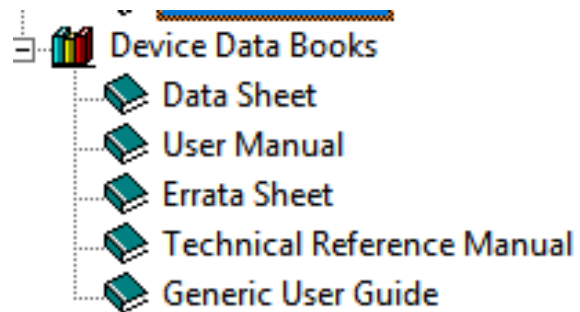 Device Data Books
Data Sheet
User Manual
Errata Sheet
Technical Reference Manual
Generic User Guide